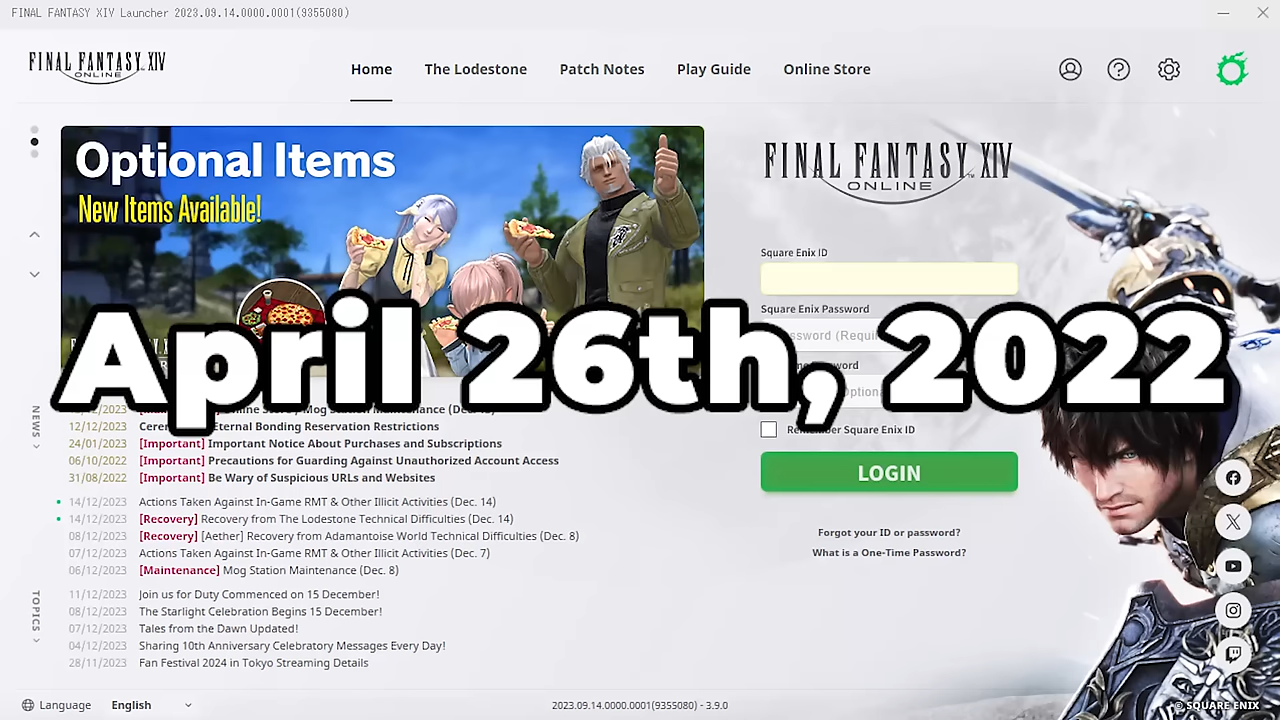 FINAL FANTASY XIV Launcher 2023.09.14.0000.0001(9355080)
FINAL FANTASY XIV
ONLINE
Home
The Lodestone
Patch Notes
Play Guide
Online Store
Optional Items
New Items Available!
FINAL FANTASY XIV
ONLINE
Square Enix ID
Square Enix Password
April 26th, 2022
12/12/2023 Eternal Bonding Reservation Restrictions
24/01/2023 [Important] Important Notice About Purchases and Subscriptions
06/10/2022 [Important] Precautions for Guarding Against Unauthorized Account Access
31/08/2022 [Important] Be Wary of Suspicious URLs and Websites
NEWS
14/12/2023 Actions Taken Against In-Game RMT & Other Illicit Activities (Dec. 14)
14/12/2023 [Recovery] Recovery from The Lodestone Technical Difficulties (Dec. 14)
08/12/2023 [Recovery] [Aether] Recovery from Adamantoise World Technical Difficulties (Dec. 8)
07/12/2023 Actions Taken Against In-Game RMT & Other Illicit Activities (Dec. 7)
06/12/2023 [Maintenance] Mog Station Maintenance (Dec. 8)
TOPICS
11/12/2023 Join us for Duty Commenced on 15 December!
08/12/2023 The Starlight Celebration Begins 15 December!
07/12/2023 Tales from the Dawn Updated!
04/12/2023 Sharing 10th Anniversary Celebratory Messages Every Day!
28/11/2023 Fan Festival 2024 in Tokyo Streaming Details
Square Enix ID
LOGIN
Forgot your ID or password?
What is a One-Time Password?
Language English
2023.09.14.0000.0001(9355080) - 3.9.0
© SQUARE ENIX